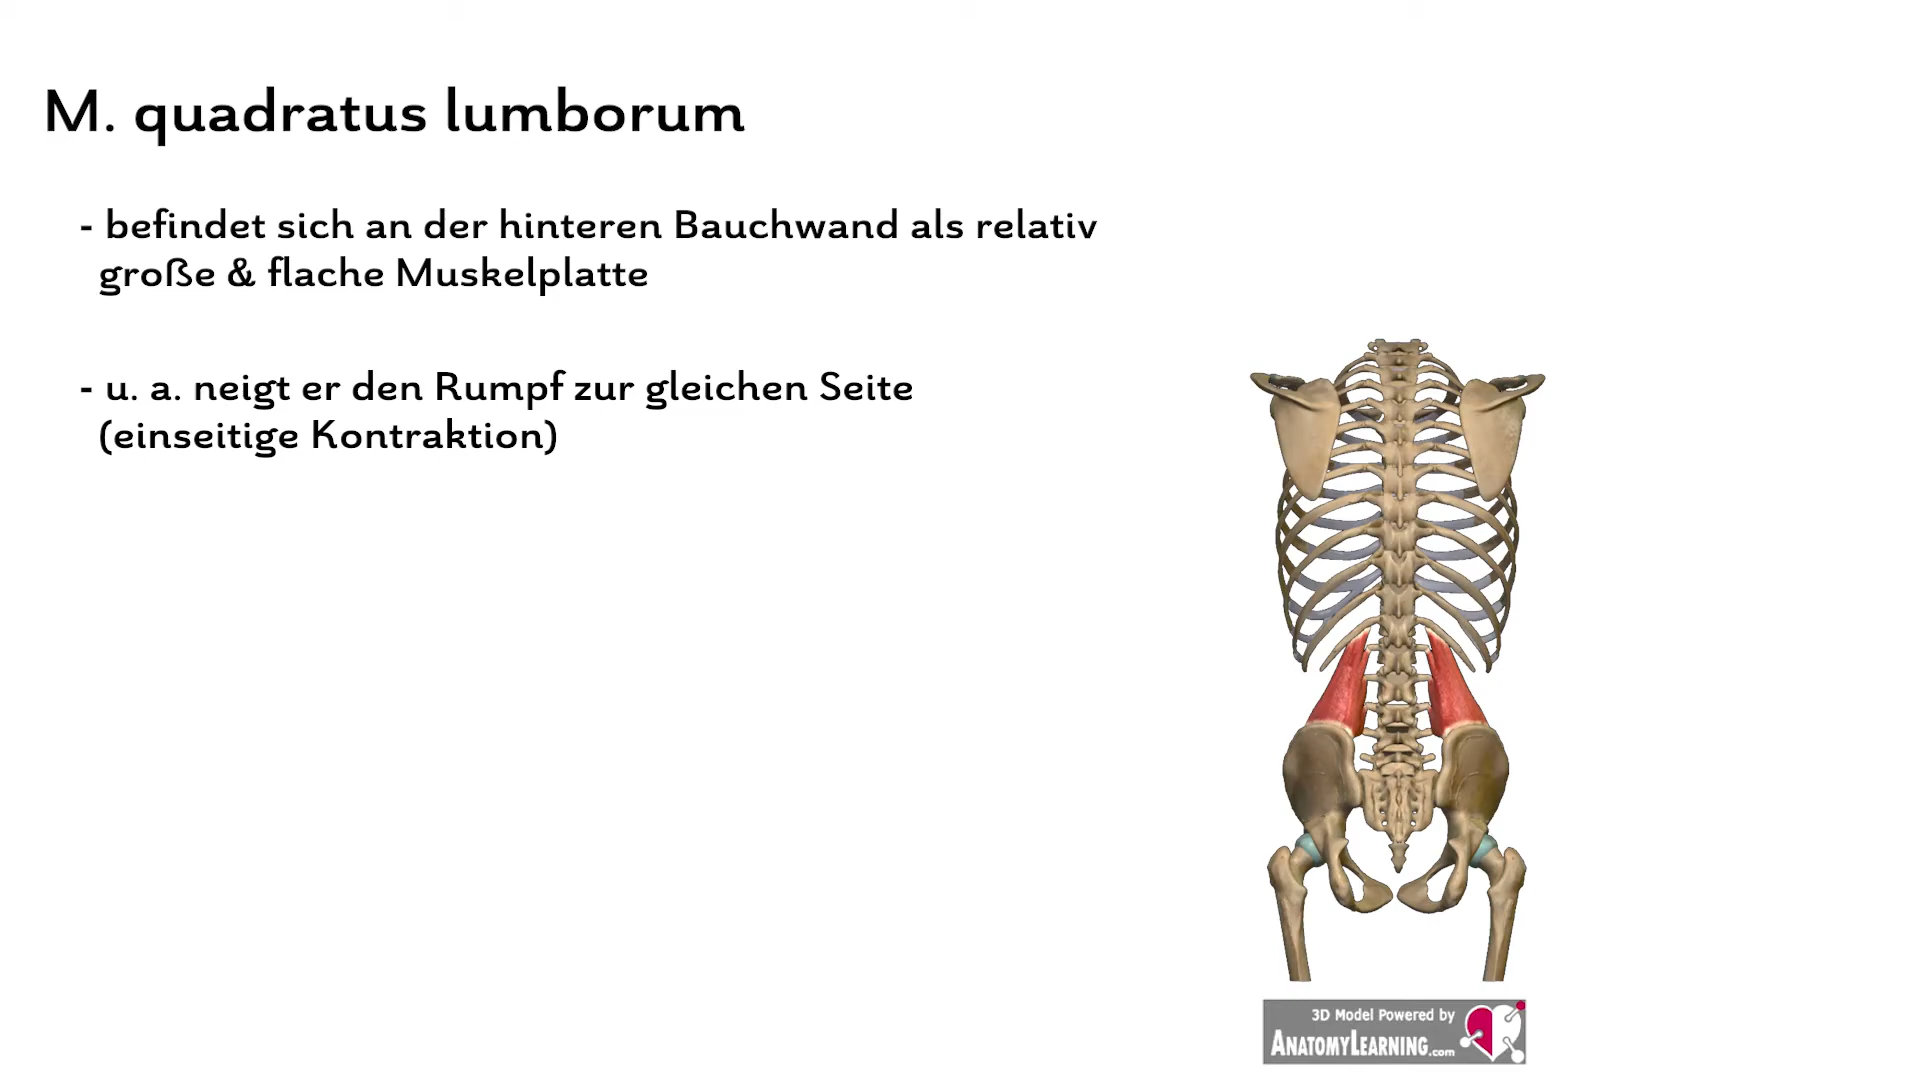 M. quadratus lumborum
- befindet sich an der hinteren Bauchwand als relativ
große & flache Muskelplatte
- u. a. neigt er den Rumpf zur gleichen Seite
(einseitige Kontraktion)
3D Model Powered by
ANATOMYLEARNING.com